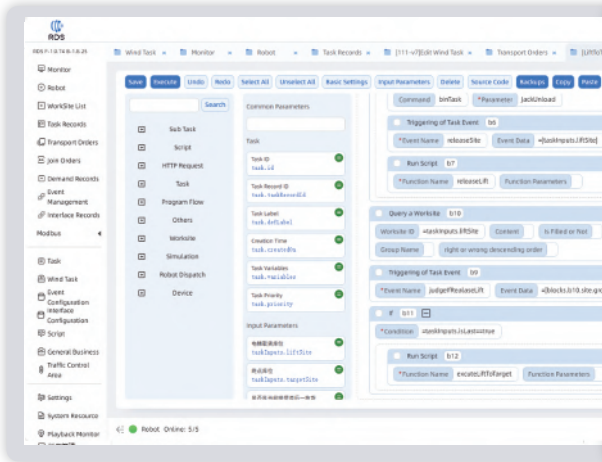 RDS
Wind Task
Monitor
Robot
Task Records
[111-v7]Edit Wind Task
Transport Orders
Monitor
Robot
WorkSite List
Task Records
Transport Orders
Join Orders
Demand Records
Event Management
Interface Records
Modbus
Task
Wind Task
Event Configuration
Interface Configuration
Script
General Business
Traffic Control Area
Settings
System Resource
Playback Monitor
Save
Execute
Undo
Redo
Select All
Unselect All
Basic Settings
Input Parameters
Delete
Source Code
Backups
Copy
Paste
Search
Sub Task
Script
HTTP Request
Task
Program Flow
Others
Worksite
Simulation
Robot Dispatch
Device
Common Parameters
Task
Task ID
task.id
Task Record ID
task.taskRecordId
Task Label
task.defLabel
Creation Time
task.createdOn
Task Variables
task.variables
Task Priority
task.priority
Input Parameters
taskInputs.liftSite
taskInputs.targetSite
Command binTask *Parameter JackUnload
Triggering of Task Event b6
*Event Name releaseSite Event Data =[taskInputs.liftSite]
Run Script b7
*Function Name releaseLift Function Parameters
Query a Worksite b10
Worksite ID =taskInputs.liftSite Content Is Filled or Not
Group Name right or wrong descending order
Triggering of Task Event b9
*Event Name Event Data
If b11
*Condition =taskInputs.isLast==true
Run Script b12
*Function Name excateLiftToTarget Function Parameters
Robot Online: 5/5